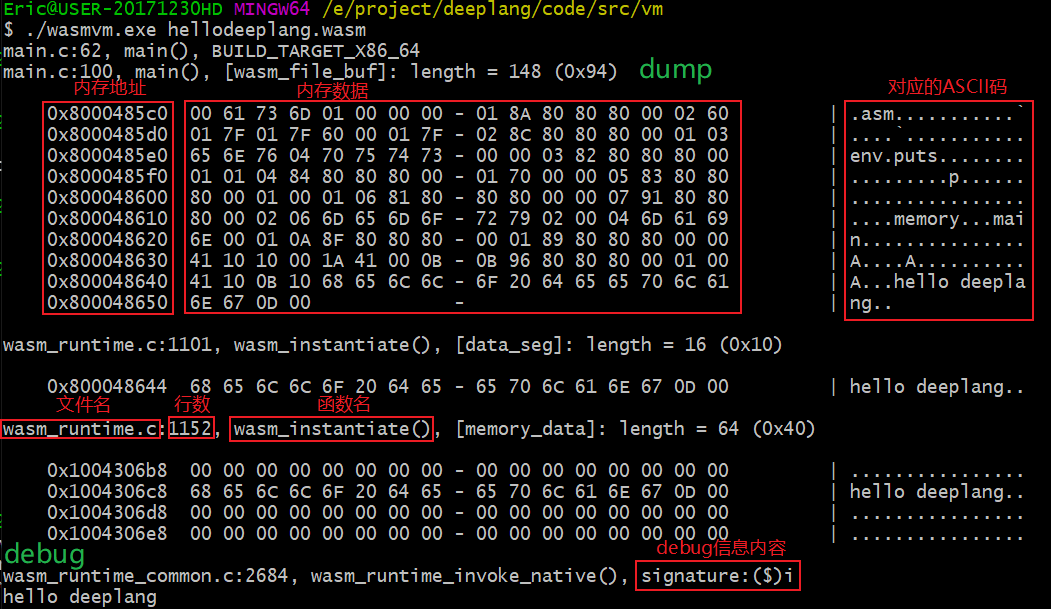 Eric@USER-20171230HD MINGW64 /e/project/deeplang/code/src/vm
$ ./wasmvm.exe hellodeeplang.wasm
main.c:62, main(), BUILD_TARGET_X86_64
main.c:100, main(), [wasm_file_buf]: length = 148 (0x94) dump
内存地址 内存数据 对应的ASCII码
0x8000485c0 00 61 73 6D 01 00 00 00 - 01 8A 80 80 80 00 02 60 | .asm...........`
0x8000485d0 01 7F 01 7F 60 00 01 7F - 02 8C 80 80 80 00 01 03 | ....`...........
0x8000485e0 65 6E 76 04 70 75 74 73 - 00 00 03 82 80 80 80 00 | env.puts........
0x8000485f0 01 01 04 84 80 80 80 00 - 01 70 00 00 05 83 80 80 | .........p......
0x800048600 80 00 01 00 01 06 81 80 - 80 80 00 00 07 91 80 80 | ................
0x800048610 80 00 02 06 6D 65 6D 6F - 72 79 02 00 04 6D 61 69 | ....memory...mai
0x800048620 6E 00 01 0A 8F 80 80 80 - 00 01 89 80 80 80 00 00 | n...............
0x800048630 41 10 10 00 1A 41 00 0B - 0B 96 80 80 80 00 01 00 | A....A..........
0x800048640 41 10 0B 10 68 65 6C 6C - 6F 20 64 65 65 70 6C 61 | A...hello deepla
0x800048650 6E 67 0D 00 - | ng..
wasm_runtime.c:1101, wasm_instantiate(), [data_seg]: length = 16 (0x10)
0x800048644 68 65 6C 6C 6F 20 64 65 - 65 70 6C 61 6E 67 0D 00 | hello deeplang..
文件名 行数 函数名
wasm_runtime.c:1152, wasm_instantiate(), [memory_data]: length = 64 (0x40)
0x1004306b8 00 00 00 00 00 00 00 00 - 00 00 00 00 00 00 00 00 | ................
0x1004306c8 68 65 6C 6C 6F 20 64 65 - 65 70 6C 61 6E 67 0D 00 | hello deeplang..
0x1004306d8 00 00 00 00 00 00 00 00 - 00 00 00 00 00 00 00 00 | ................
0x1004306e8 00 00 00 00 00 00 00 00 - 00 00 00 00 00 00 00 00 | ................
debug debug信息内容
wasm_runtime_common.c:2684, wasm_runtime_invoke_native(), signature:($)i
hello deeplang